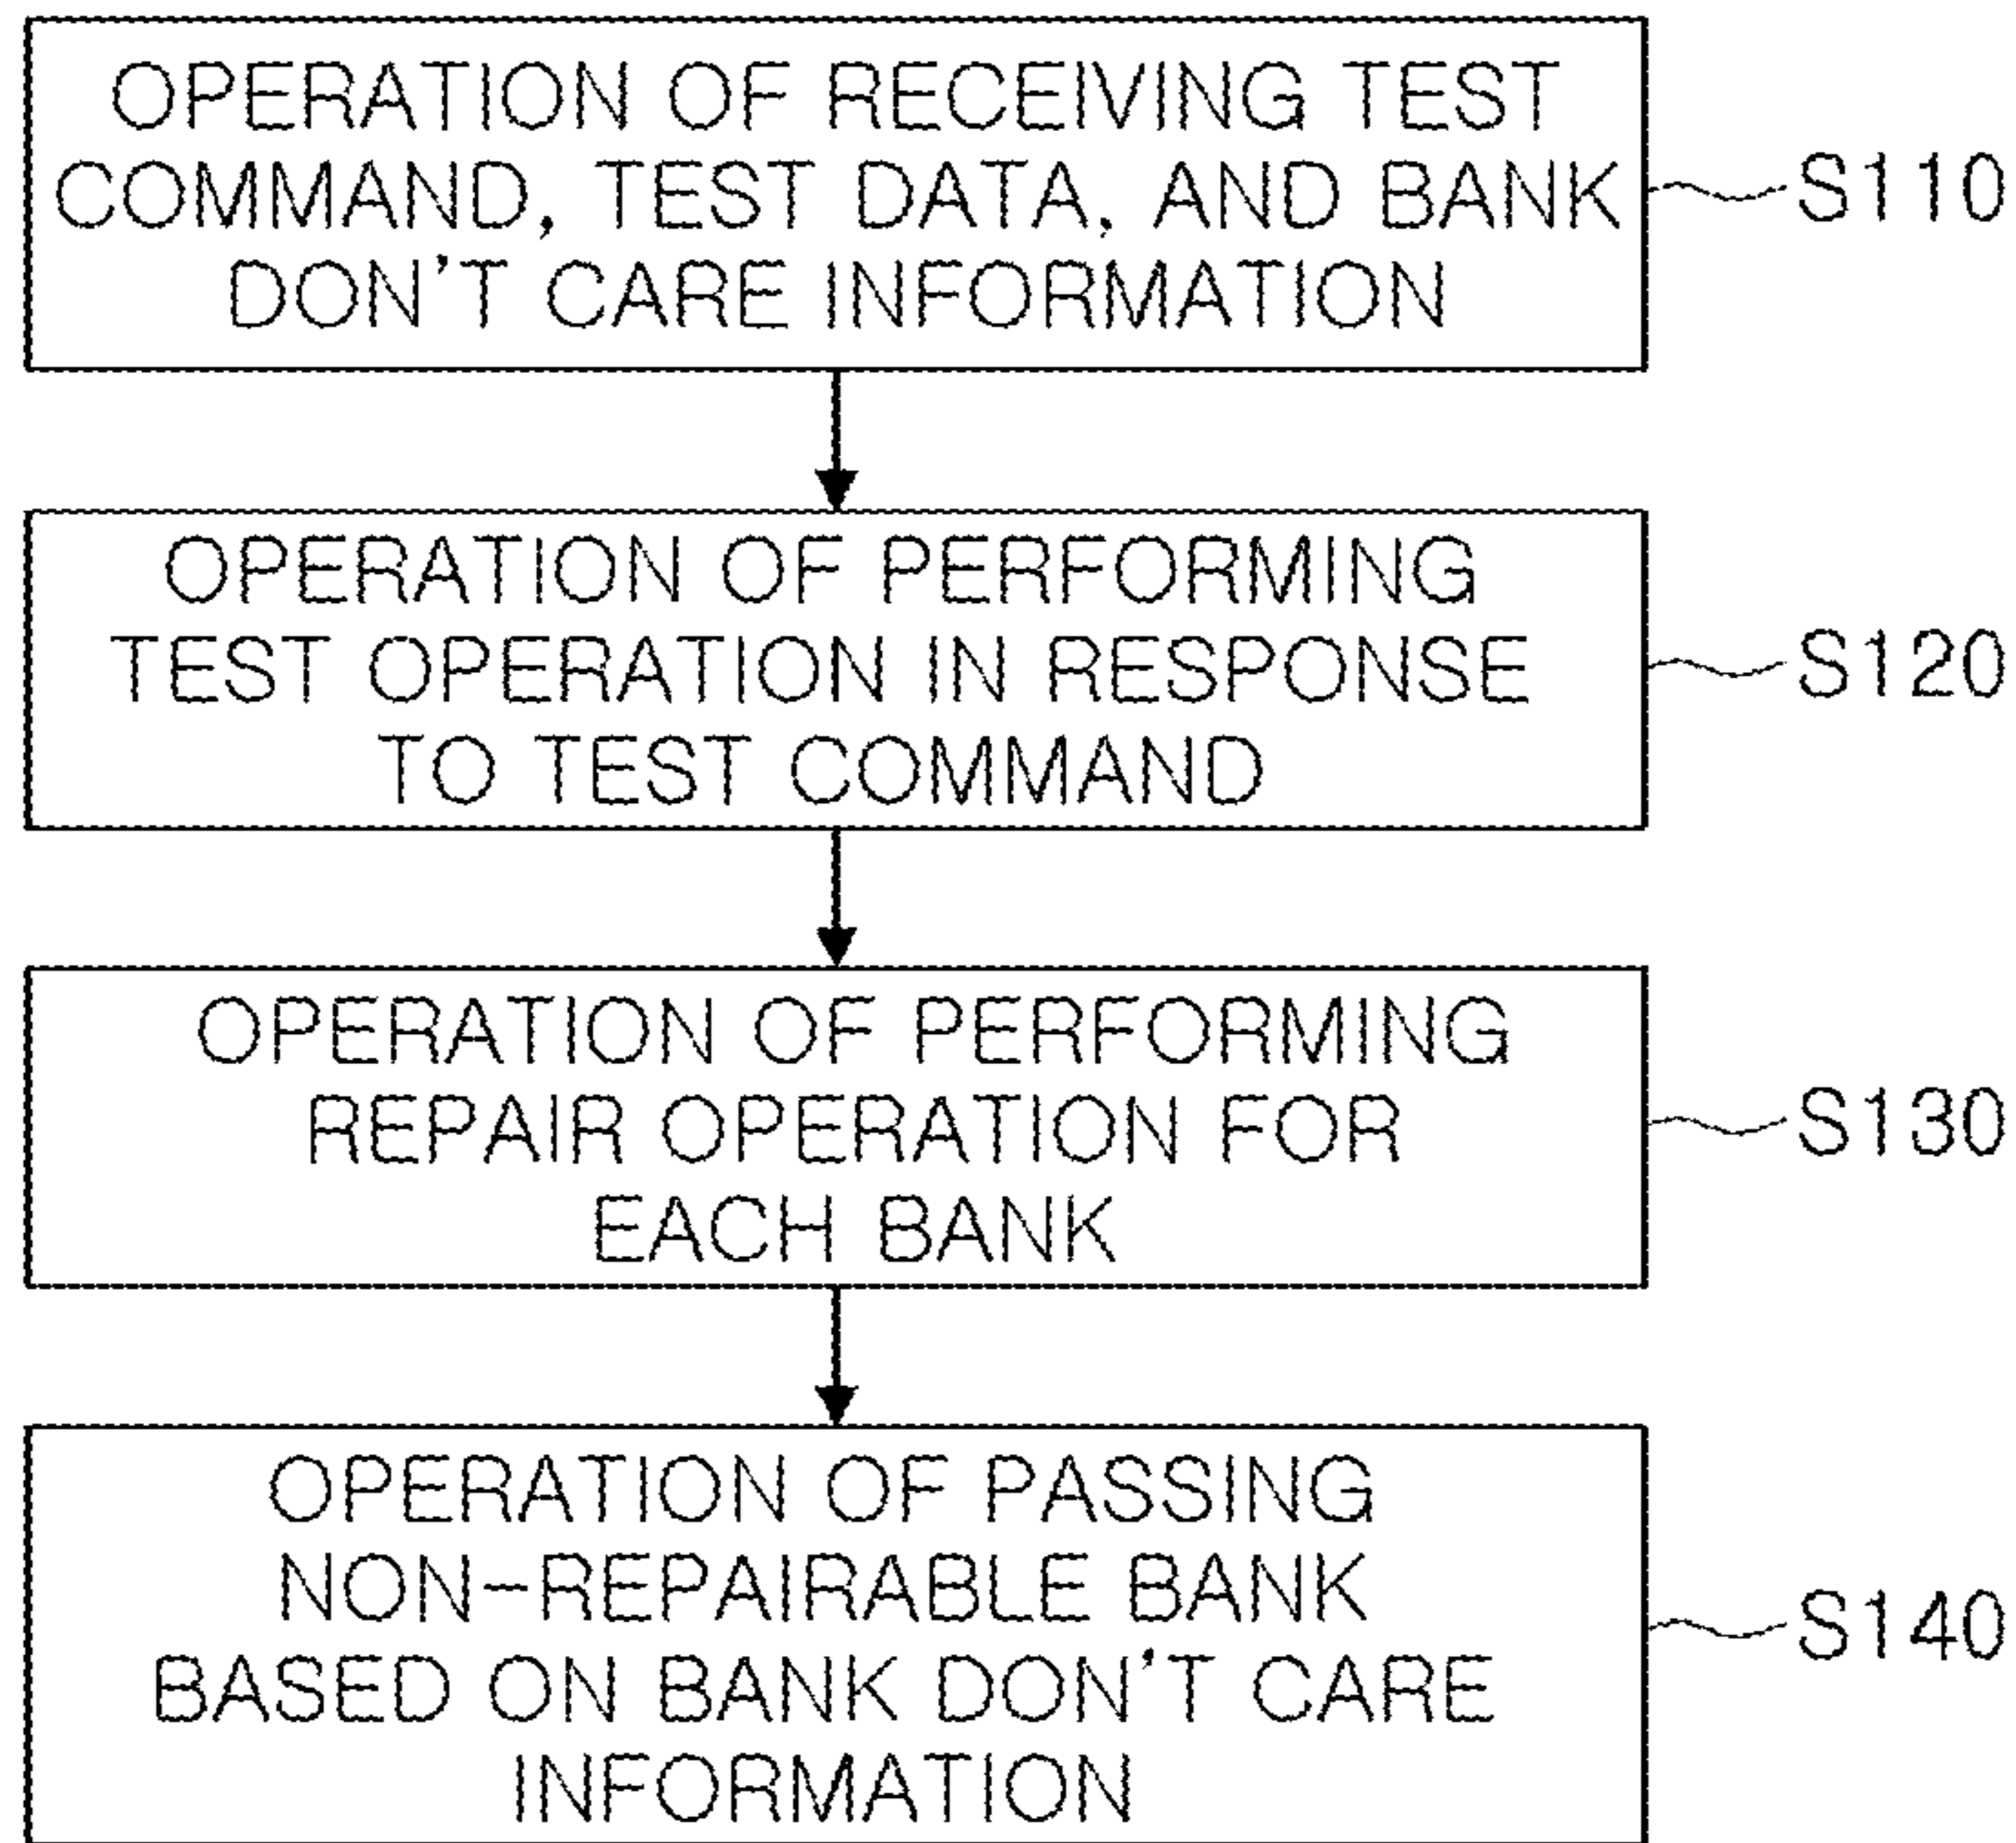 OPERATION OF RECEIVING TEST
COMMAND, TEST DATA, AND BANK
DON'T CARE INFORMATION
S110
OPERATION OF PERFORMING
TEST OPERATION IN RESPONSE
TO TEST COMMAND
S120
OPERATION OF PERFORMING
REPAIR OPERATION FOR
EACH BANK
S130
OPERATION OF PASSING
NON-REPAIRABLE BANK
BASED ON BANK DON'T CARE
INFORMATION
S140